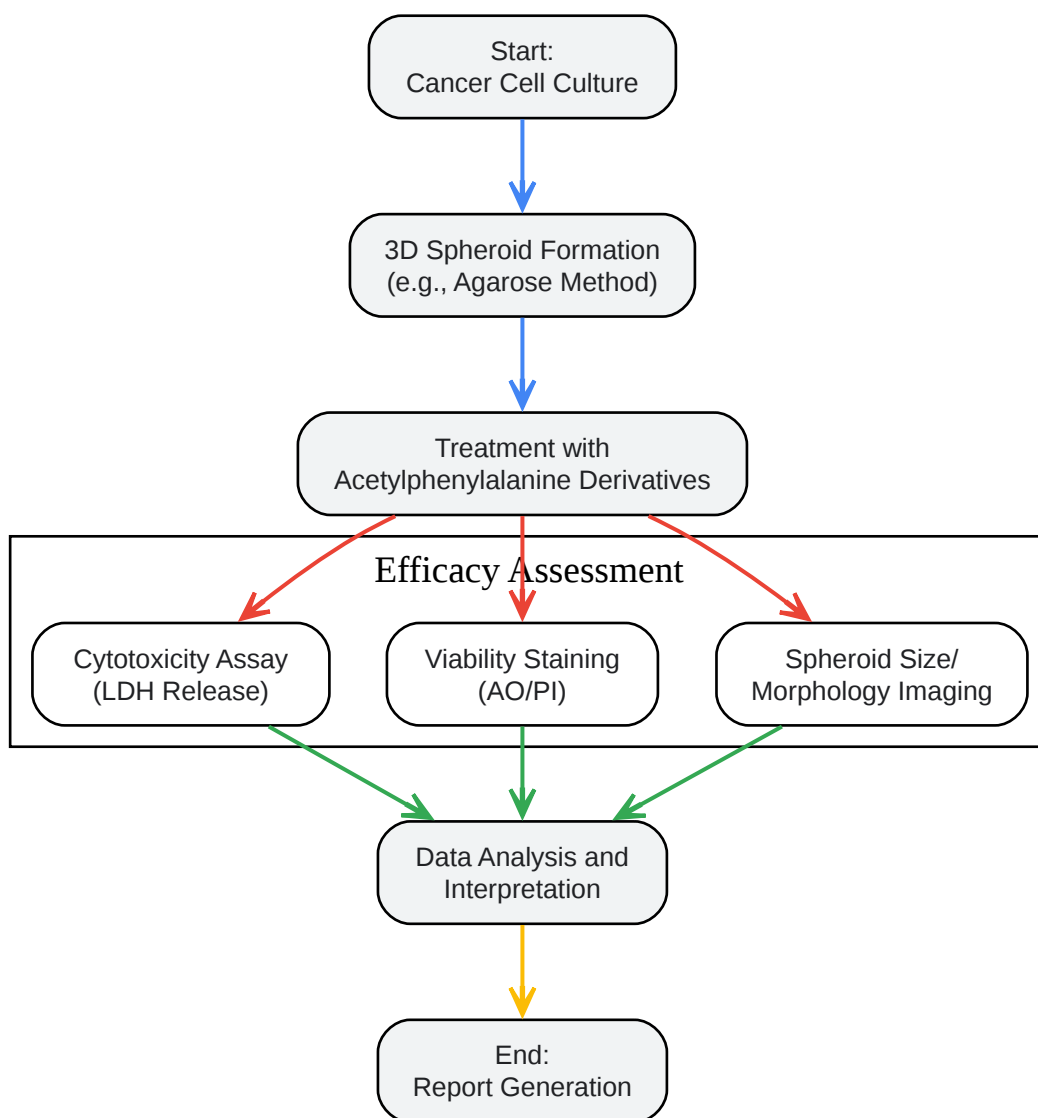 Start:
Cancer Cell Culture
3D Spheroid Formation
(e.g., Agarose Method)
Treatment with
Acetylphenylalanine Derivatives
Efficacy Assessment
Cytotoxicity Assay
(LDH Release)
Viability Staining
(AO/PI)
Spheroid Size/
Morphology Imaging
Data Analysis and
Interpretation
End:
Report Generation